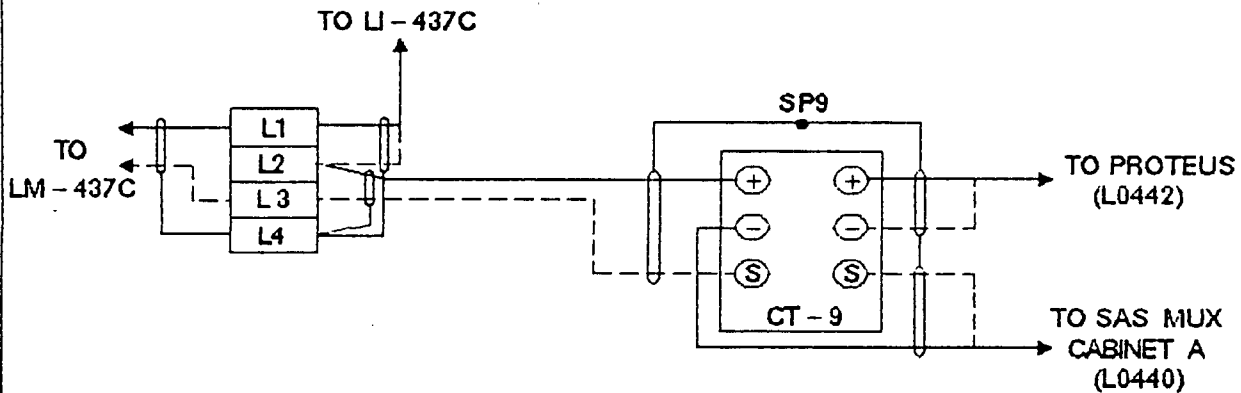 TO LI - 437C
SP9
L1
L2
L3
L4
TO
LM - 437C
+
+
-
-
S
S
CT - 9
TO PROTEUS
(L0442)
TO SAS MUX
CABINET A
(L0440)